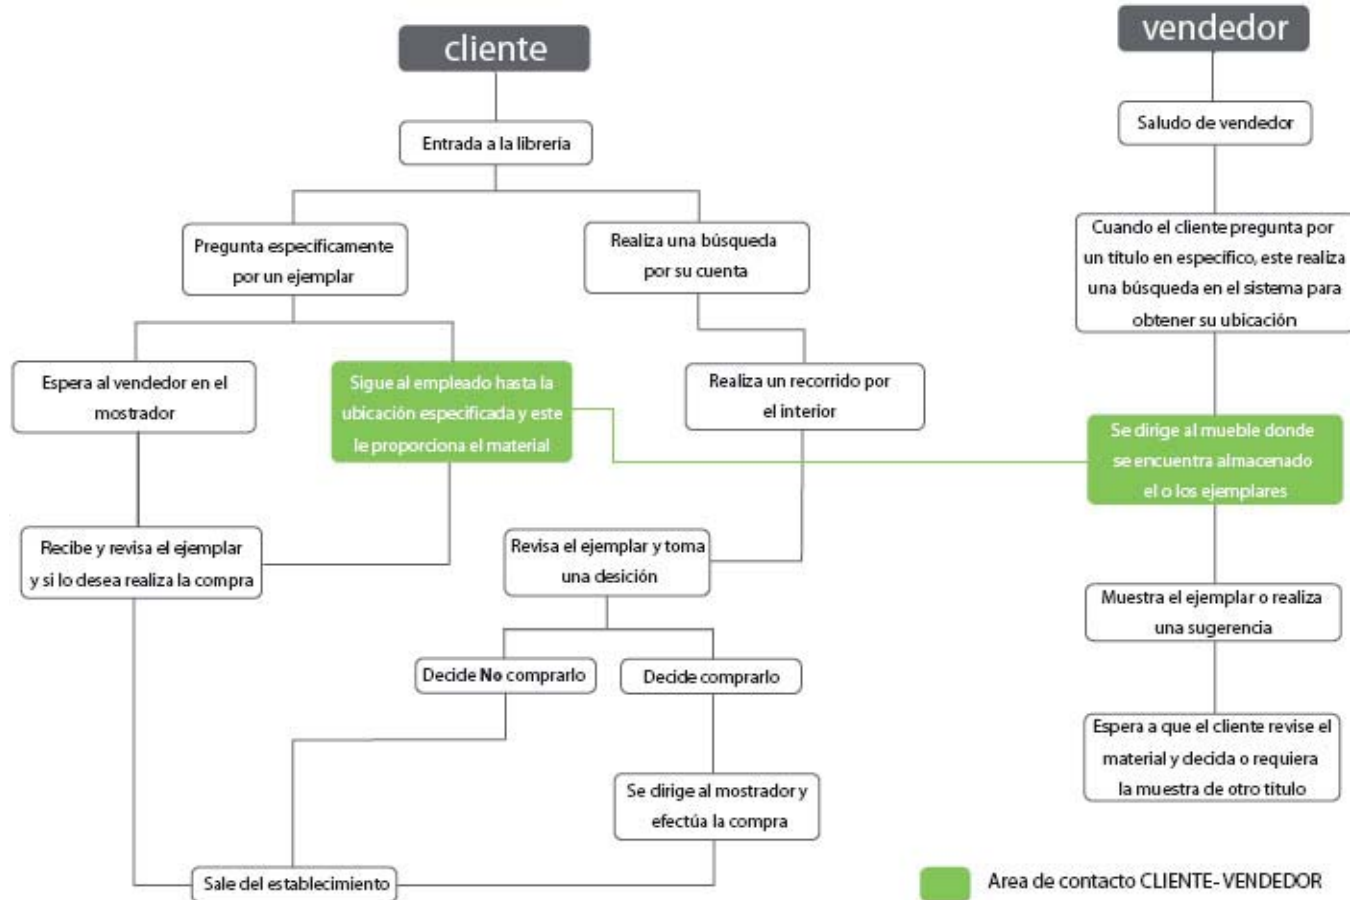 cliente
Entrada a la librería
Pregunta específicamente
por un ejemplar
Realiza una búsqueda
por su cuenta
Espera al vendedor en el
mostrador
Sigue al empleado hasta la
ubicación especificada y este
le proporciona el material
Realiza un recorrido por
el interior
Recibe y revisa el ejemplar
y si lo desea realiza la compra
Revisa el ejemplar y toma
una desición
Decide No comprarlo
Decide comprarlo
Se dirige al mostrador y
efectúa la compra
Sale del establecimiento
vendedor
Saludo de vendedor
Cuando el cliente pregunta por
un título en específico, este realiza
una búsqueda en el sistema para
obtener su ubicación
Se dirige al mueble donde
se encuentra almacenado
el o los ejemplares
Muestra el ejemplar o realiza
una sugerencia
Espera a que el cliente revise el
material y decida o requiera
la muestra de otro título
Area de contacto CLIENTE- VENDEDOR